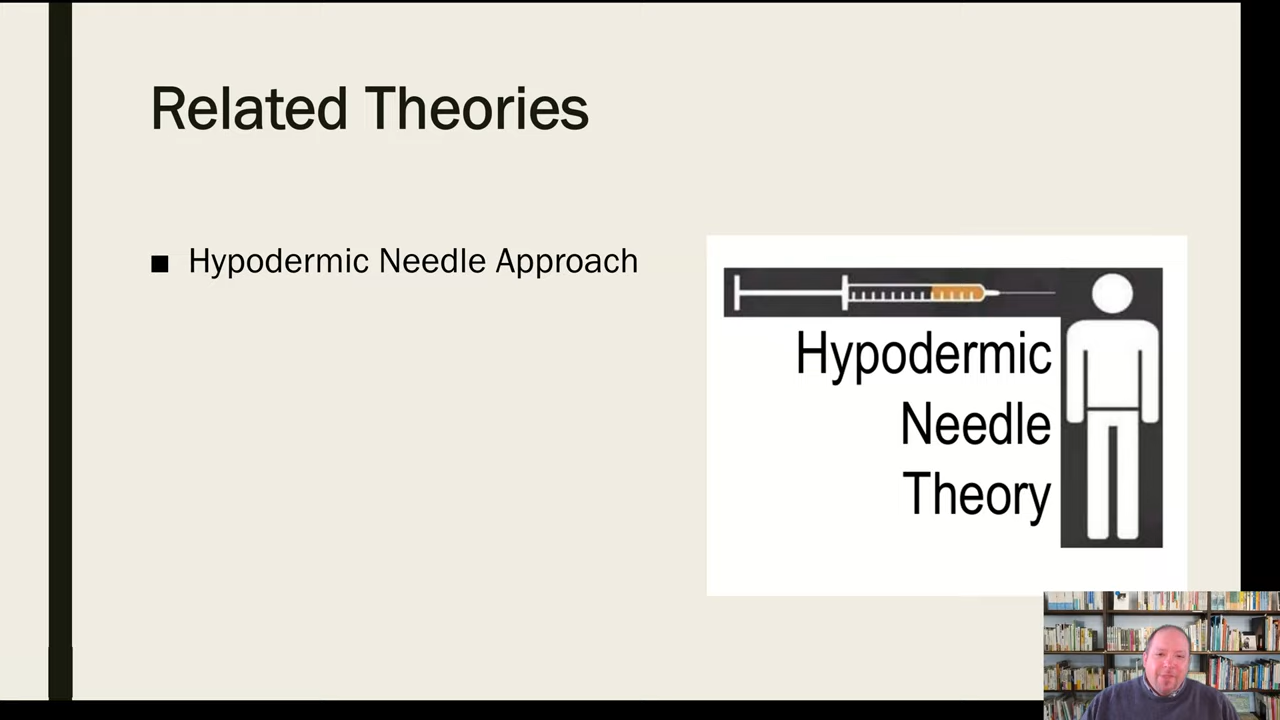 Related Theories
■ Hypodermic Needle Approach
Hypodermic
Needle
Theory